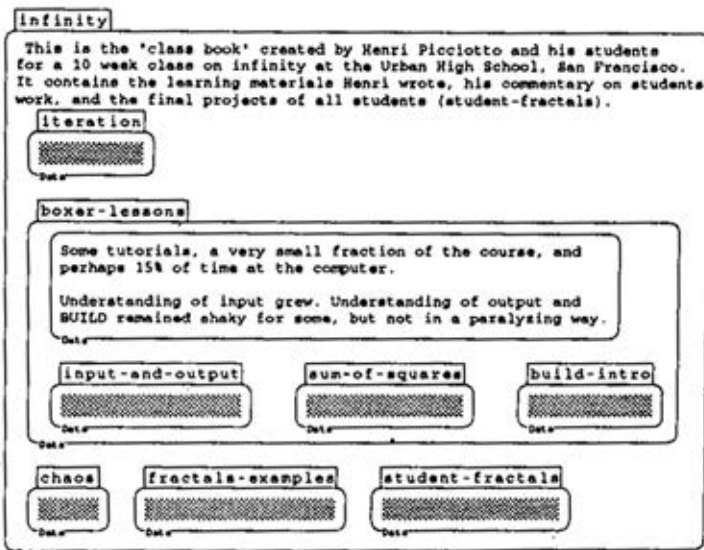 infinity
This is the 'class book' created by Henri Picciotto and his students
for a 10 week class on infinity at the Urban High School, San Francisco.
It contains the learning materials Henri wrote, his commentary on students
work, and the final projects of all students (student-fractals).
iteration
Data
boxer-lessons
Some tutorials, a very small fraction of the course, and
perhaps 15% of time at the computer.
Understanding of input grew. Understanding of output and
BUILD remained shaky for some, but not in a paralyzing way.
Data
input-and-output
sum-of-squares
build-intro
Data
Data
Data
Data
chaos
fractals-examples
student-fractals
Data
Data
Data